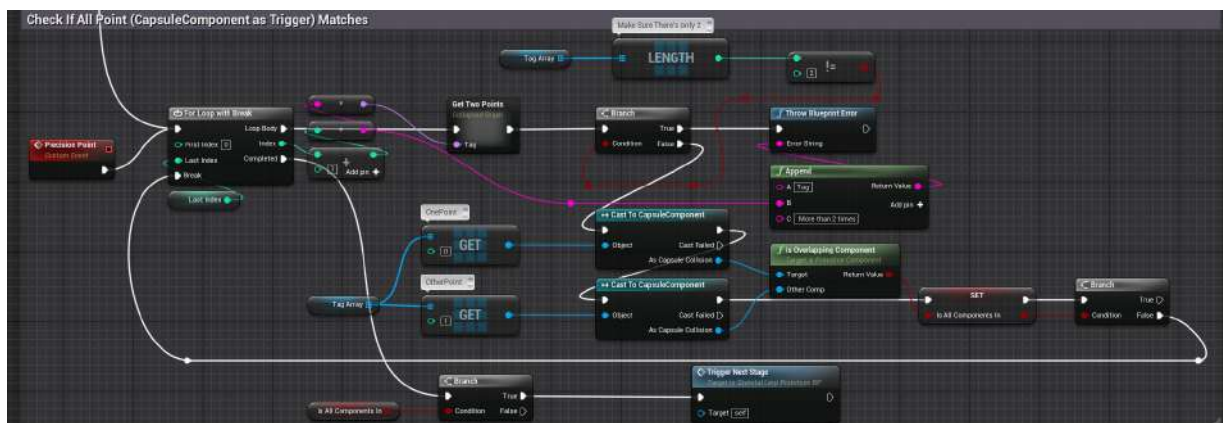 Check If All Point (CapsuleComponent as Trigger) Matches
Make Sure There's only 2
Tag Array
LENGTH
!=
Precision Point
Custom Event
For Loop with Break
Loop Body
First Index 0
Index
Last Index
Completed
Break
Last Index
+
Add pin +
Get Two Points
Collapsed Graph
Tag
Branch
True
Condition
False
Throw Blueprint Error
Error String
Append
A Tag
Return Value
B
Add pin +
C More than 2 times
OnePoint
GET
0
OtherPoint
GET
1
Tag Array
Cast To CapsuleComponent
Object
Cast Failed
As Capsule Collision
Cast To CapsuleComponent
Object
Cast Failed
As Capsule Collision
Is Overlapping Component
Target is Primitive Component
Target
Return Value
Other Comp
SET
Is All Components In
Branch
True
Condition
False
Is All Components In
Branch
True
Condition
False
Trigger Next Stage
Target self